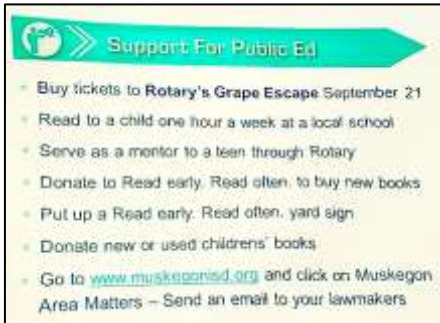 Support For Public Ed
Buy tickets to Rotary's Grape Escape September 21
Read to a child one hour a week at a local school
Serve as a mentor to a teen through Rotary
Donate to Read early. Read often. to buy new books
Put up a Read early. Read often. yard sign
Donate new or used childrens' books
Go to www.muskegonisd.org and click on Muskegon
Area Matters – Send an email to your lawmakers